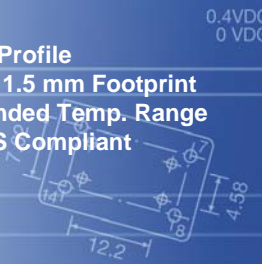 0.4VDC
0 VDC
Profile
1.5 mm Footprint
nded Temp. Range
S Compliant
7
14
8
4.58
12.2